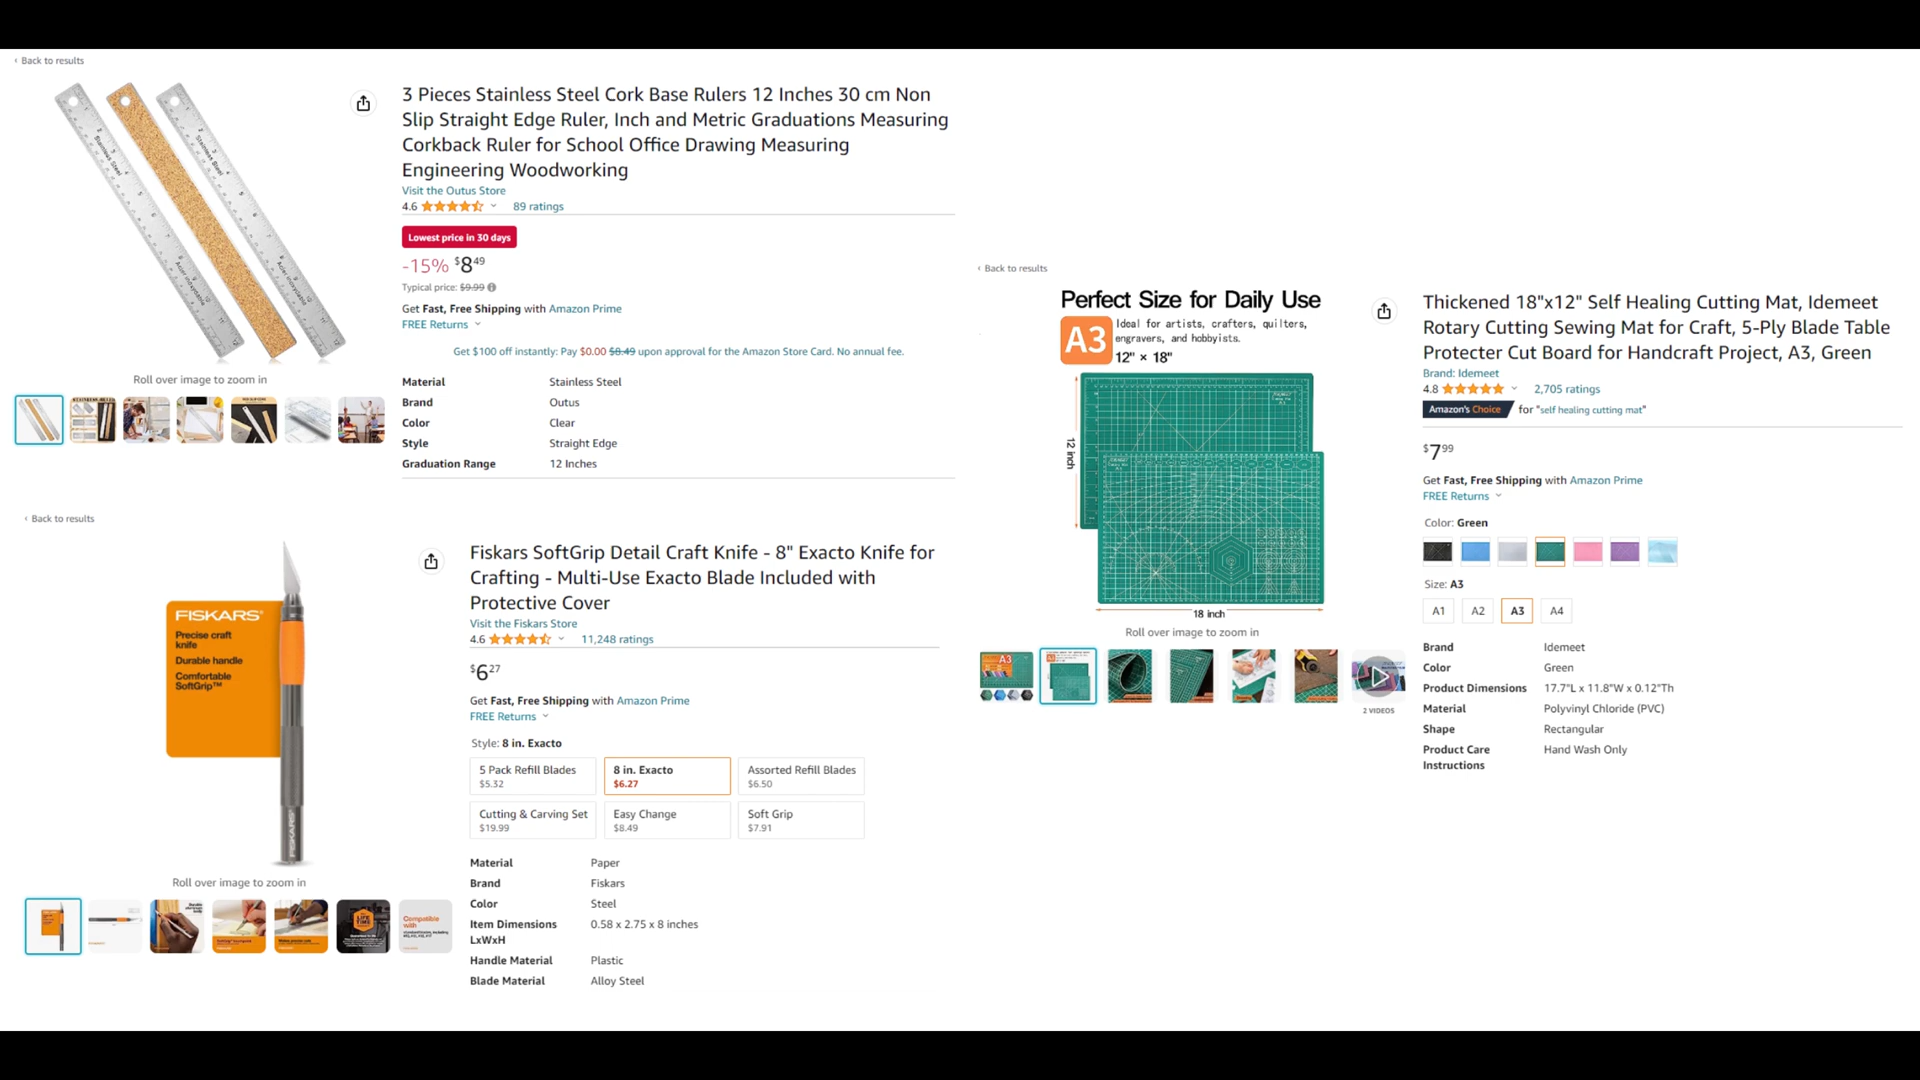 ‹ Back to results
3 Pieces Stainless Steel Cork Base Rulers 12 Inches 30 cm Non
Slip Straight Edge Ruler, Inch and Metric Graduations Measuring
Corkback Ruler for School Office Drawing Measuring
Engineering Woodworking
Visit the Outus Store
4.6
89 ratings
Lowest price in 30 days
-15% $8 49
Typical price: $9.99
Get Fast, Free Shipping with Amazon Prime
FREE Returns
Get $100 off instantly: Pay $0.00 $8.49 upon approval for the Amazon Store Card. No annual fee.
Material Stainless Steel
Brand Outus
Color Clear
Style Straight Edge
Graduation Range 12 Inches
Stainless Steel
Stainless Steel
Roll over image to zoom in
‹ Back to results
FISKARS®
Precise craft
knife
Durable handle
Comfortable
SoftGrip™
FISKARS
Roll over image to zoom in
Fiskars SoftGrip Detail Craft Knife - 8" Exacto Knife for
Crafting - Multi-Use Exacto Blade Included with
Protective Cover
Visit the Fiskars Store
4.6
11,248 ratings
$6 27
Get Fast, Free Shipping with Amazon Prime
FREE Returns
Style: 8 in. Exacto
5 Pack Refill Blades
$5.32
8 in. Exacto
$6.27
Assorted Refill Blades
$6.50
Cutting & Carving Set
$19.99
Easy Change
$8.49
Soft Grip
$7.91
Material Paper
Brand Fiskars
Color Steel
Item Dimensions 0.58 x 2.75 x 8 inches
LxWxH
Handle Material Plastic
Blade Material Alloy Steel
LIFE
TIME
Compatible
with
‹ Back to results
Perfect Size for Daily Use
A3
Ideal for artists, crafters, quilters,
engravers, and hobbyists.
12" × 18"
12 inch
18 inch
Roll over image to zoom in
A3
2 VIDEOS
Thickened 18"x12" Self Healing Cutting Mat, Idemeet
Rotary Cutting Sewing Mat for Craft, 5-Ply Blade Table
Protecter Cut Board for Handcraft Project, A3, Green
Brand: Idemeet
4.8
2,705 ratings
Amazon's Choice for "self healing cutting mat"
$7 99
Get Fast, Free Shipping with Amazon Prime
FREE Returns
Color: Green
Size: A3
A1
A2
A3
A4
Brand Idemeet
Color Green
Product Dimensions 17.7"L x 11.8"W x 0.12"Th
Material Polyvinyl Chloride (PVC)
Shape Rectangular
Product Care Hand Wash Only
Instructions